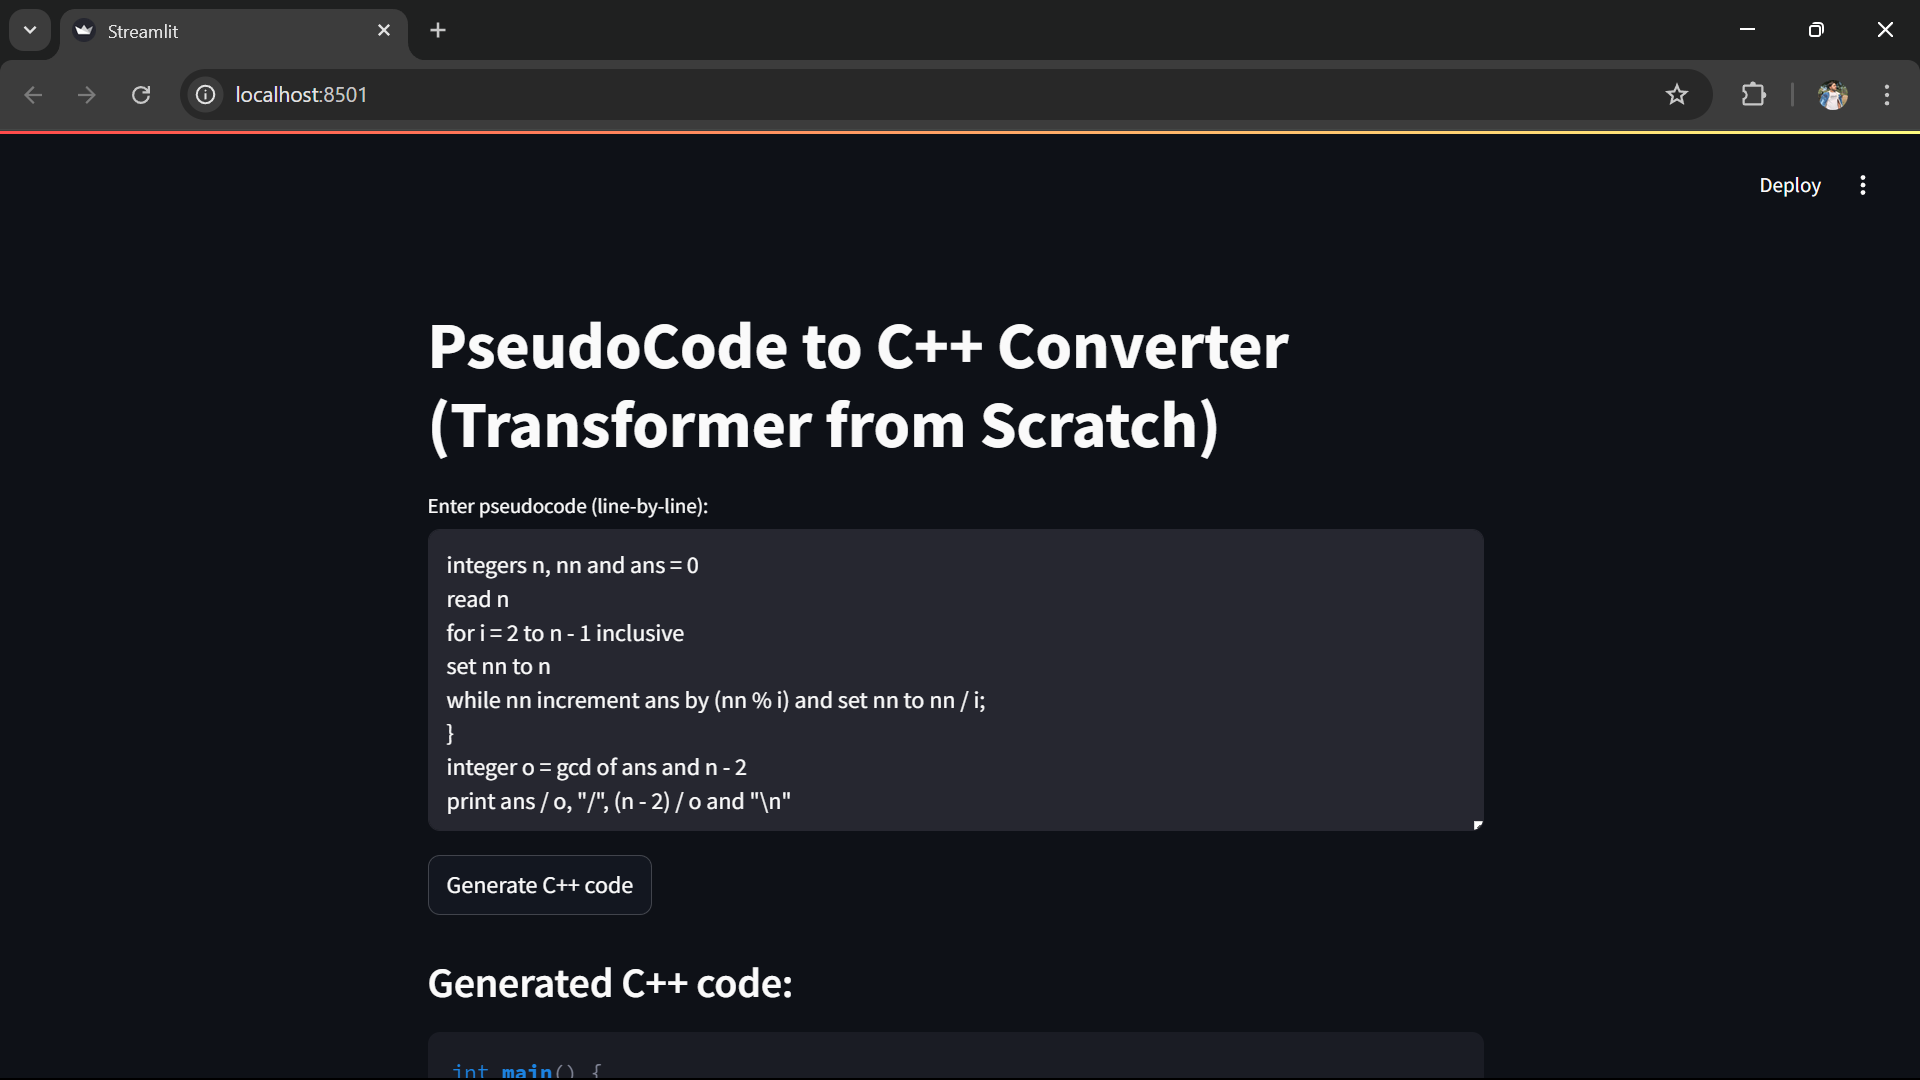 Streamlit
localhost:8501
Deploy
PseudoCode to C++ Converter
(Transformer from Scratch)
Enter pseudocode (line-by-line):
integers n, nn and ans = 0
read n
for i = 2 to n - 1 inclusive
set nn to n
while nn increment ans by (nn % i) and set nn to nn / i;
}
integer o = gcd of ans and n - 2
print ans / o, "/", (n - 2) / o and "\n"
Generate C++ code
Generated C++ code:
int main() {